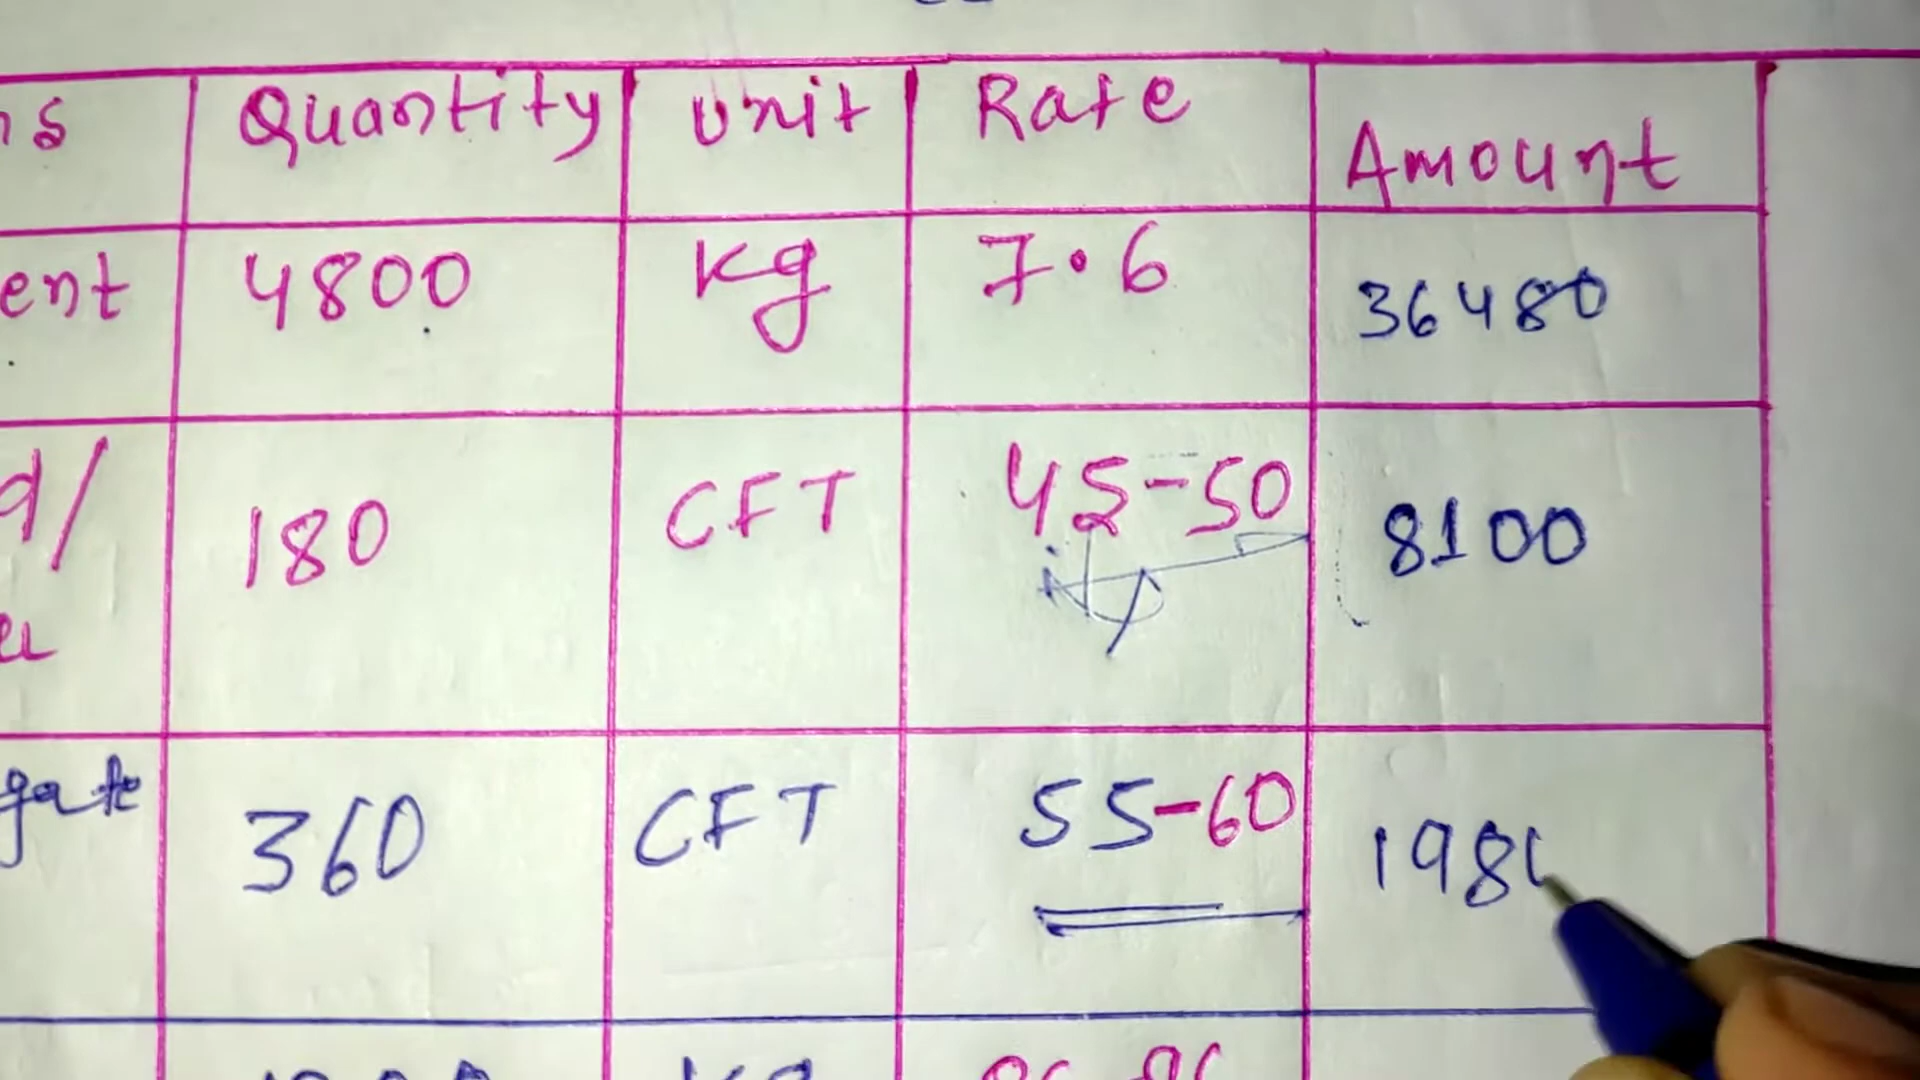 Quantity Unit Rate Amount
4800 Kg 7.6 36480
180 CFT 45-50 8100
360 CFT 55-60 198